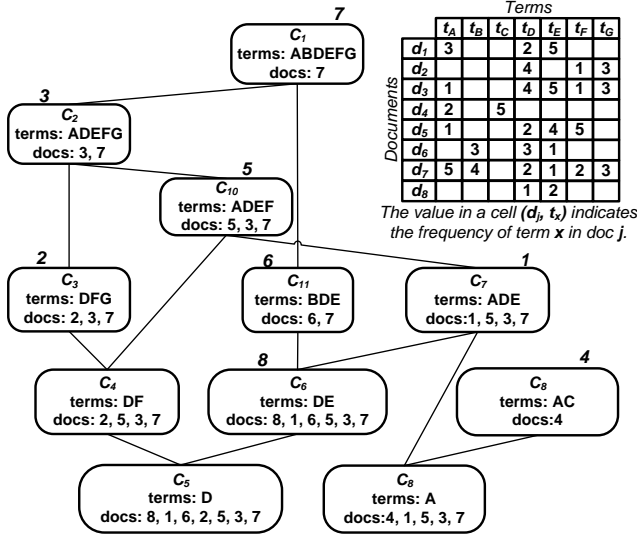 7
C1
terms: ABDEFG
docs: 7
3
C2
terms: ADEFG
docs: 3, 7
5
C10
terms: ADEF
docs: 5, 3, 7
2
C3
terms: DFG
docs: 2, 3, 7
6
C11
terms: BDE
docs: 6, 7
1
C7
terms: ADE
docs:1, 5, 3, 7
C4
terms: DF
docs: 2, 5, 3, 7
8
C6
terms: DE
docs: 8, 1, 6, 5, 3, 7
4
C8
terms: AC
docs:4
C5
terms: D
docs: 8, 1, 6, 2, 5, 3, 7
C8
terms: A
docs:4, 1, 5, 3, 7
Terms
tA tB tC tD tE tF tG
Documents
d1 3 2 5
d2 4 1 3
d3 1 4 5 1 3
d4 2 5
d5 1 2 4 5
d6 3 3 1
d7 5 4 2 1 2 3
d8 1 2
The value in a cell (dj, tx) indicates
the frequency of term x in doc j.